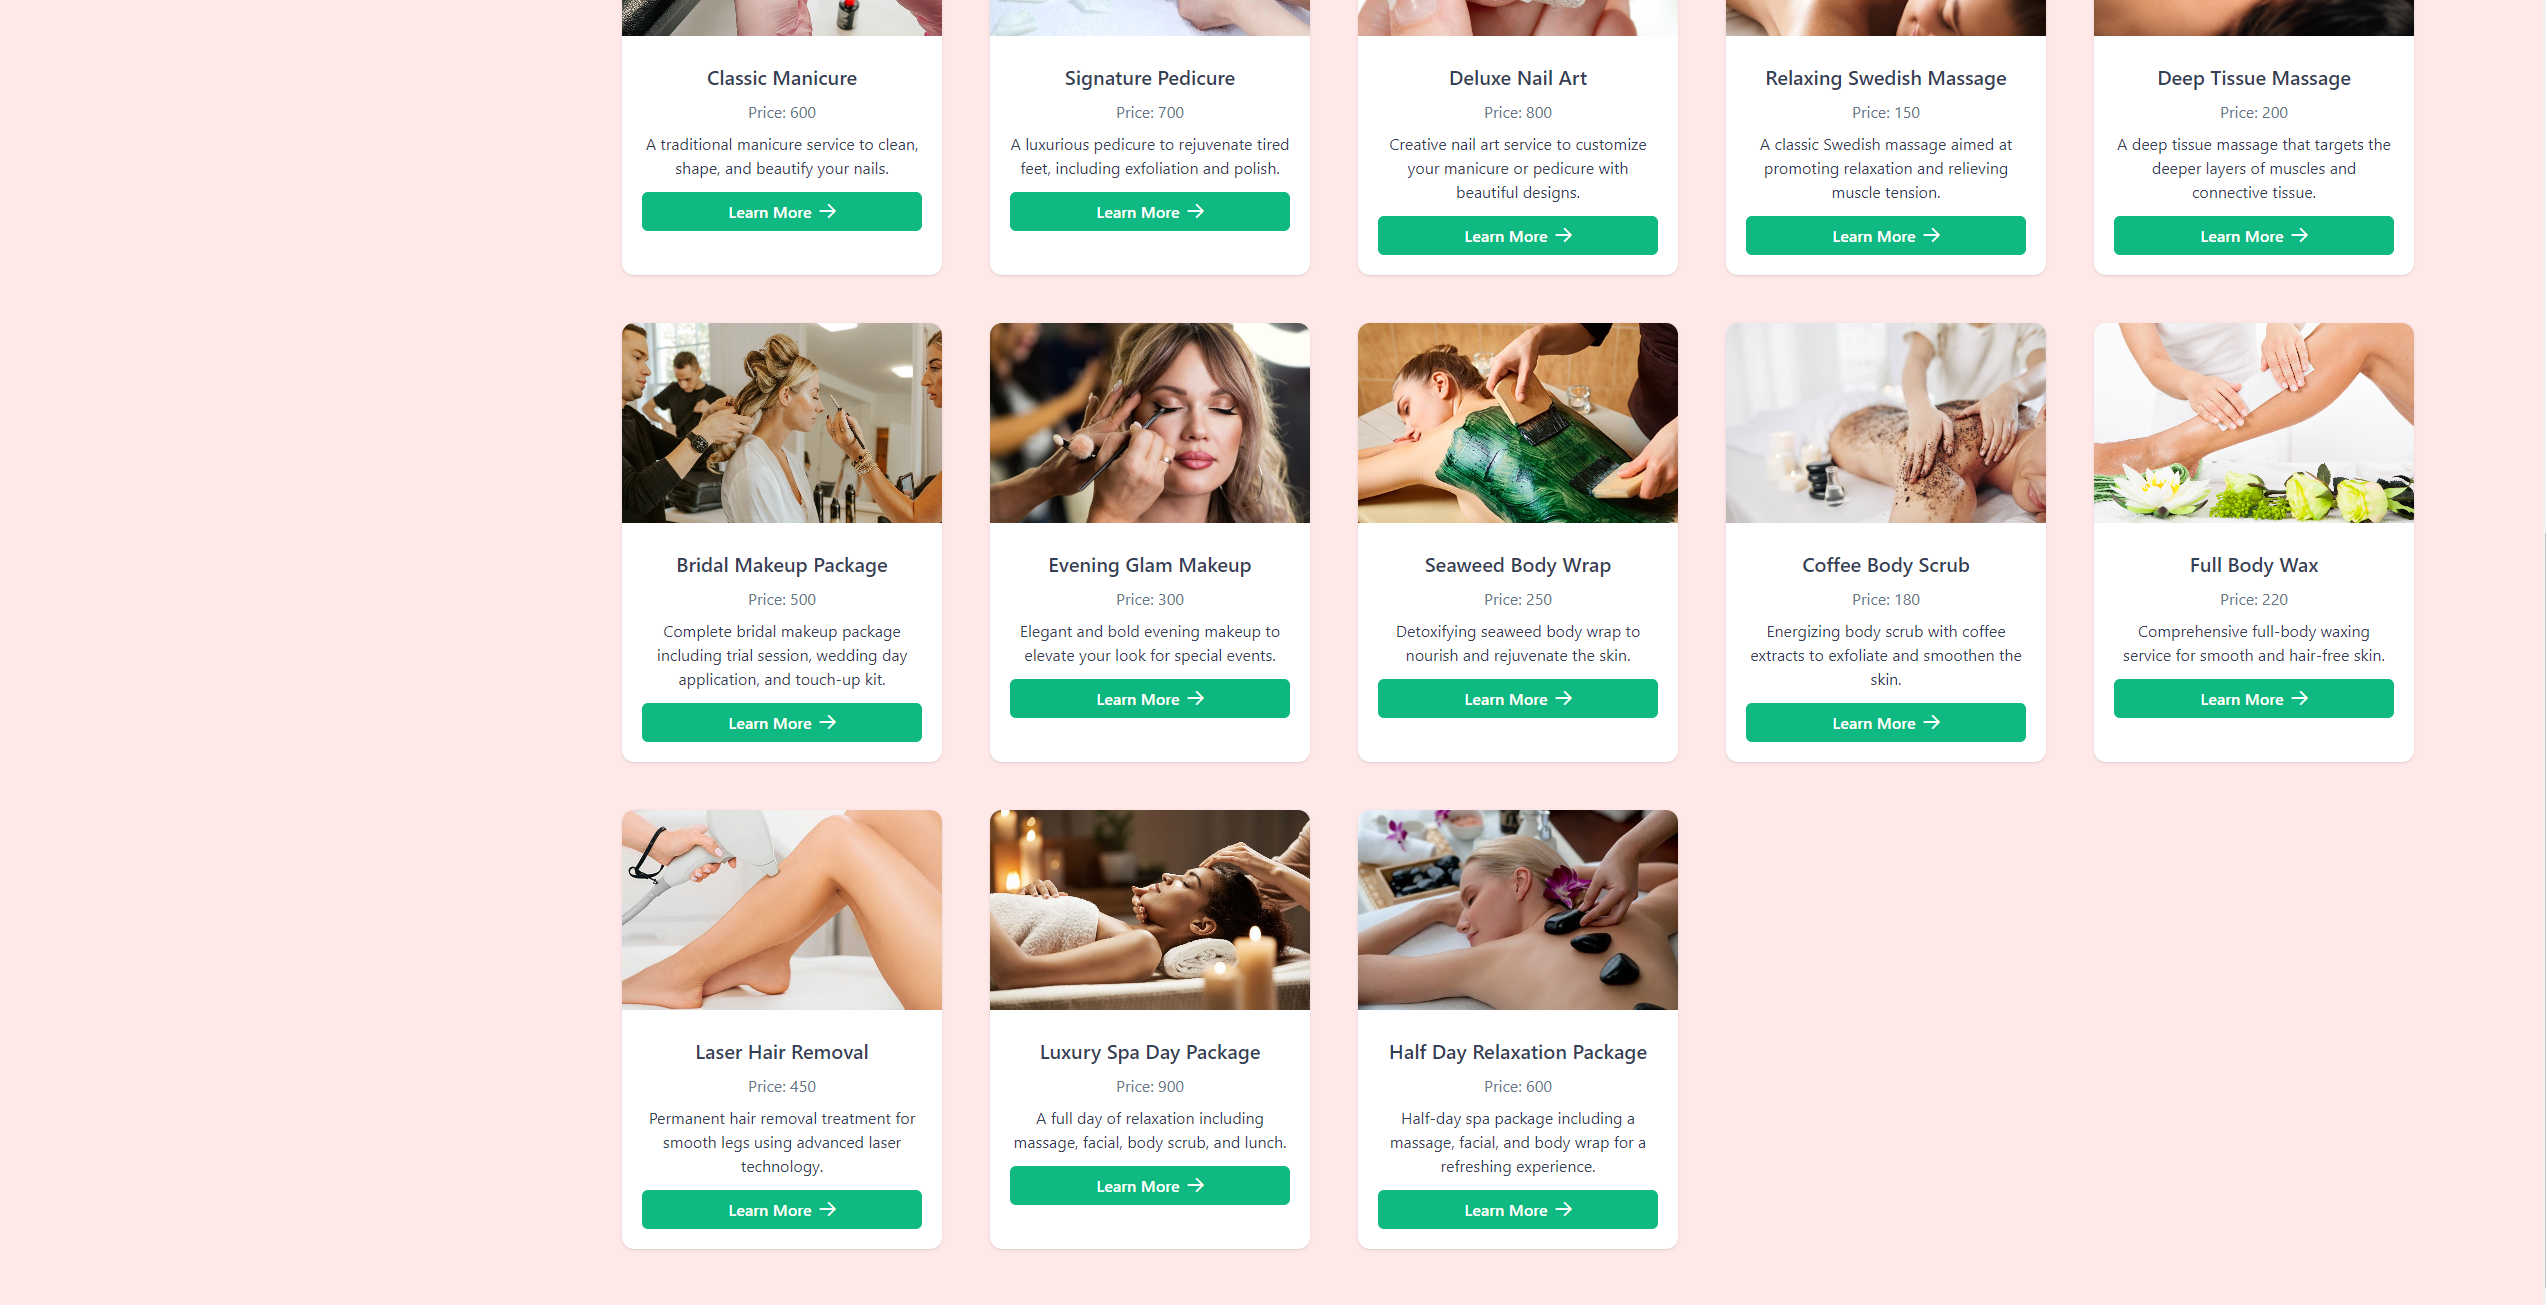 Classic Manicure
Price: 600
A traditional manicure service to clean,
shape, and beautify your nails.
Learn More →
Signature Pedicure
Price: 700
A luxurious pedicure to rejuvenate tired
feet, including exfoliation and polish.
Learn More →
Deluxe Nail Art
Price: 800
Creative nail art service to customize
your manicure or pedicure with
beautiful designs.
Learn More →
Relaxing Swedish Massage
Price: 150
A classic Swedish massage aimed at
promoting relaxation and relieving
muscle tension.
Learn More →
Deep Tissue Massage
Price: 200
A deep tissue massage that targets the
deeper layers of muscles and
connective tissue.
Learn More →
Bridal Makeup Package
Price: 500
Complete bridal makeup package
including trial session, wedding day
application, and touch-up kit.
Learn More →
Evening Glam Makeup
Price: 300
Elegant and bold evening makeup to
elevate your look for special events.
Learn More →
Seaweed Body Wrap
Price: 250
Detoxifying seaweed body wrap to
nourish and rejuvenate the skin.
Learn More →
Coffee Body Scrub
Price: 180
Energizing body scrub with coffee
extracts to exfoliate and smoothen the
skin.
Learn More →
Full Body Wax
Price: 220
Comprehensive full-body waxing
service for smooth and hair-free skin.
Learn More →
Laser Hair Removal
Price: 450
Permanent hair removal treatment for
smooth legs using advanced laser
technology.
Learn More →
Luxury Spa Day Package
Price: 900
A full day of relaxation including
massage, facial, body scrub, and lunch.
Learn More →
Half Day Relaxation Package
Price: 600
Half-day spa package including a
massage, facial, and body wrap for a
refreshing experience.
Learn More →